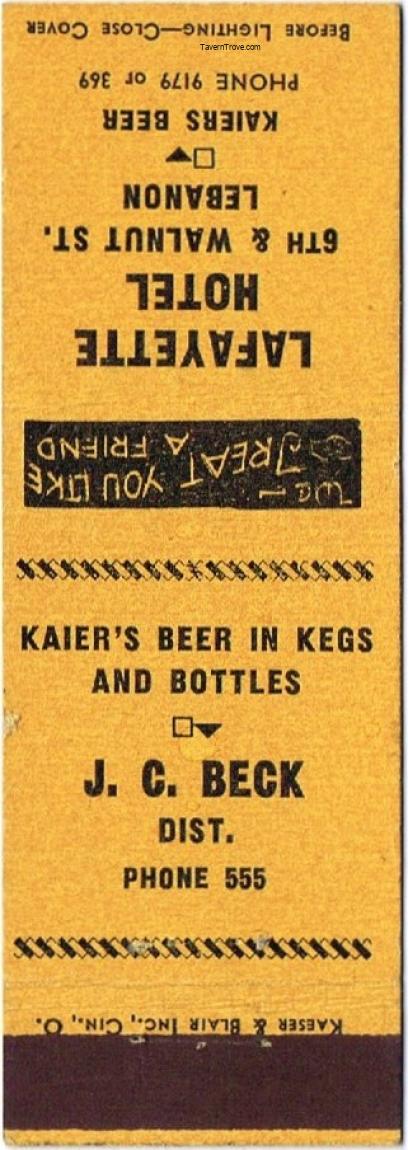 BEFORE LIGHTING—CLOSE COVER
TavernTrove.com
PHONE 9179 or 369
KAIERS BEER
LEBANON
6TH & WALNUT ST.
HOTEL
LAFAYETTE
We TREAT YOU LIKE
A FRIEND
KAIER'S BEER IN KEGS
AND BOTTLES
J. C. BECK
DIST.
PHONE 555
KAESER & BLAIR INC., CIN., O.